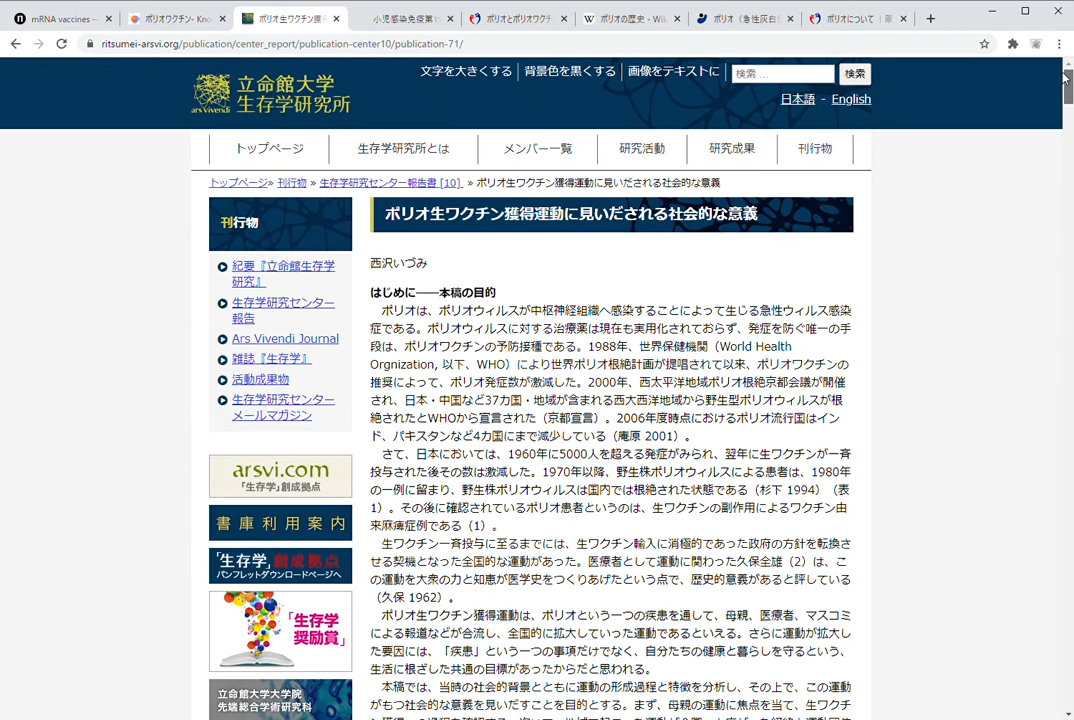 mRNA vaccines —
ポリオワクチン- Kno
ポリオ生ワクチン獲
小児感染免疫第1
ポリオとポリオワクチ
ポリオの歴史 - Wiki
ポリオ（急性灰白
ポリオについて｜厚
ritsumei-arsvi.org/publication/center_report/publication-center10/publication-71/
文字を大きくする 背景色を黒くする 画像をテキストに 検索 … 検索
日本語 - English
立命館大学
生存学研究所
ars vivendi
トップページ 生存学研究所とは メンバー一覧 研究活動 研究成果 刊行物
トップページ» 刊行物 » 生存学研究センター報告書 [10] » ポリオ生ワクチン獲得運動に見いだされる社会的な意義
刊行物
紀要『立命館生存学
研究』
生存学研究センター
報告
Ars Vivendi Journal
雑誌『生存学』
活動成果物
生存学研究センター
メールマガジン
arsvi.com
「生存学」創成拠点
書庫利用案内
「生存学」創成拠点
パンフレットダウンロードページへ
「生存学
奨励賞」
立命館大学大学院
先端総合学術研究科
ポリオ生ワクチン獲得運動に見いだされる社会的な意義
西沢いづみ
はじめに――本稿の目的
ポリオは、ポリオウィルスが中枢神経組織へ感染することによって生じる急性ウィルス感染
症である。ポリオウィルスに対する治療薬は現在も実用化されておらず、発症を防ぐ唯一の手
段は、ポリオワクチンの予防接種である。1988年、世界保健機関（World Health
Orgnization, 以下、WHO）により世界ポリオ根絶計画が提唱されて以来、ポリオワクチンの
推奨によって、ポリオ発症数が激減した。2000年、西太平洋地域ポリオ根絶京都会議が開催
され、日本・中国など37カ国・地域が含まれる西大西洋地域から野生型ポリオウィルスが根
絶されたとWHOから宣言された（京都宣言）。2006年度時点におけるポリオ流行国はイン
ド、パキスタンなど4カ国にまで減少している（庵原 2001）。
さて、日本においては、1960年に5000人を超える発症がみられ、翌年に生ワクチンが一斉
投与された後その数は激減した。1970年以降、野生株ポリオウィルスによる患者は、1980年
の一例に留まり、野生株ポリオウィルスは国内では根絶された状態である（杉下 1994）（表
1）。その後に確認されているポリオ患者というのは、生ワクチンの副作用によるワクチン由
来麻痺症例である（1）。
生ワクチン一斉投与に至るまでには、生ワクチン輸入に消極的であった政府の方針を転換さ
せる契機となった全国的な運動があった。医療者として運動に関わった久保全雄（2）は、こ
の運動を大衆の力と知恵が医学史をつくりあげたという点で、歴史的意義があると評している
（久保 1962）。
ポリオ生ワクチン獲得運動は、ポリオという一つの疾患を通して、母親、医療者、マスコミ
による報道などが合流し、全国的に拡大していった運動であるといえる。さらに運動が拡大し
た要因には、「疾患」という一つの事項だけでなく、自分たちの健康と暮らしを守るという、
生活に根ざした共通の目標があったからだと思われる。
本稿では、当時の社会的背景とともに運動の形成過程と特徴を分析し、その上で、この運動
がもつ社会的な意義を見いだすことを目的とする。まず、母親の運動に焦点を当て、生ワク